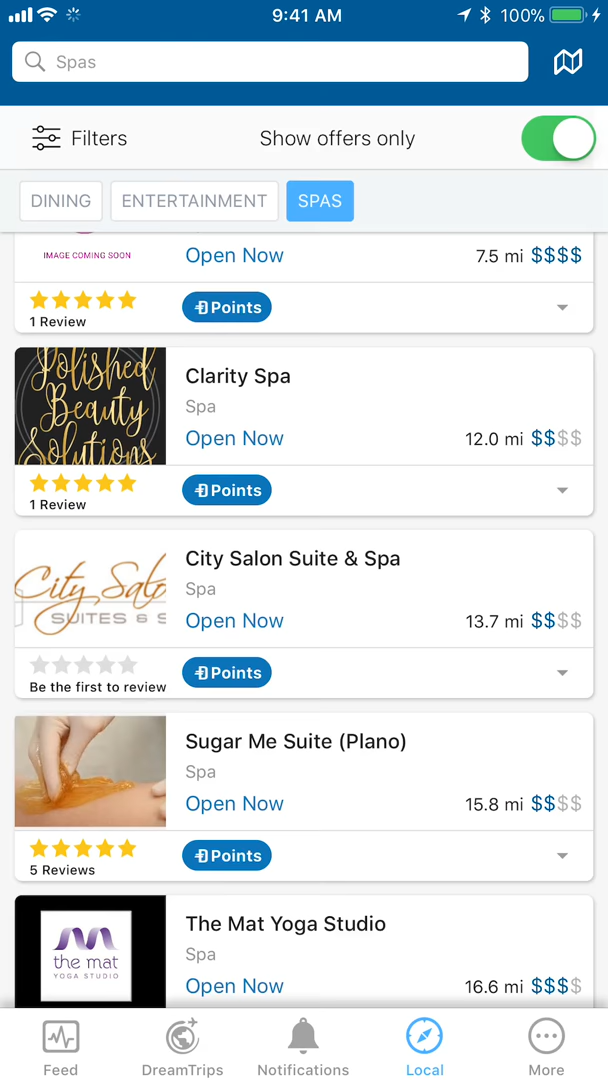 9:41 AM
100%
Spas
Filters
Show offers only
DINING
ENTERTAINMENT
SPAS
IMAGE COMING SOON
Open Now
7.5 mi $$$$
1 Review
Points
Polished
Beauty
Solutions
Clarity Spa
Spa
Open Now
12.0 mi $$$$
1 Review
Points
City Salo
SUITES & S
City Salon Suite & Spa
Spa
Open Now
13.7 mi $$$$
Be the first to review
Points
Sugar Me Suite (Plano)
Spa
Open Now
15.8 mi $$$$
5 Reviews
Points
the mat
YOGA STUDIO
The Mat Yoga Studio
Spa
Open Now
16.6 mi $$$$
Feed
DreamTrips
Notifications
Local
More